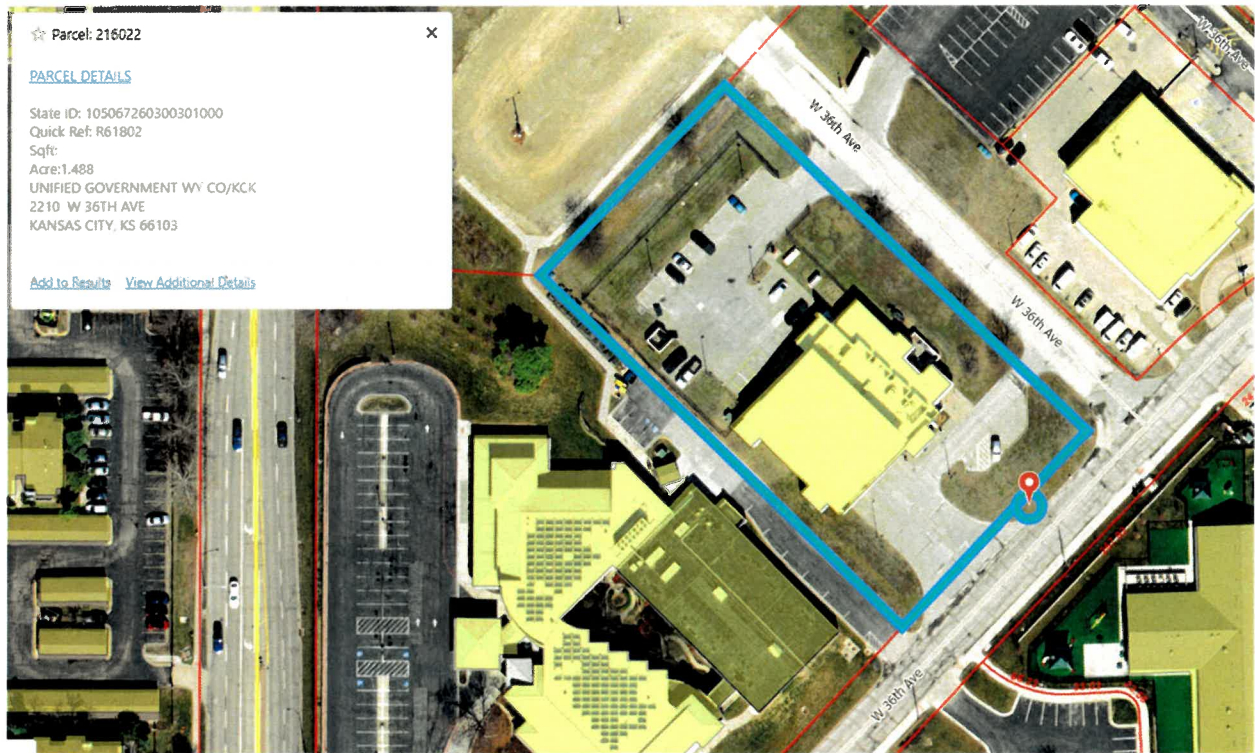 Parcel: 216022
PARCEL DETAILS
State ID: 105067260300301000
Quick Ref: R61802
Sqft:
Acre:1.488
UNIFIED GOVERNMENT WY CO/KCK
2210 W 36TH AVE
KANSAS CITY, KS 66103
Add to Results View Additional Details
W 36th Ave
W 36th Ave
W 36th Ave
W 36th Ave